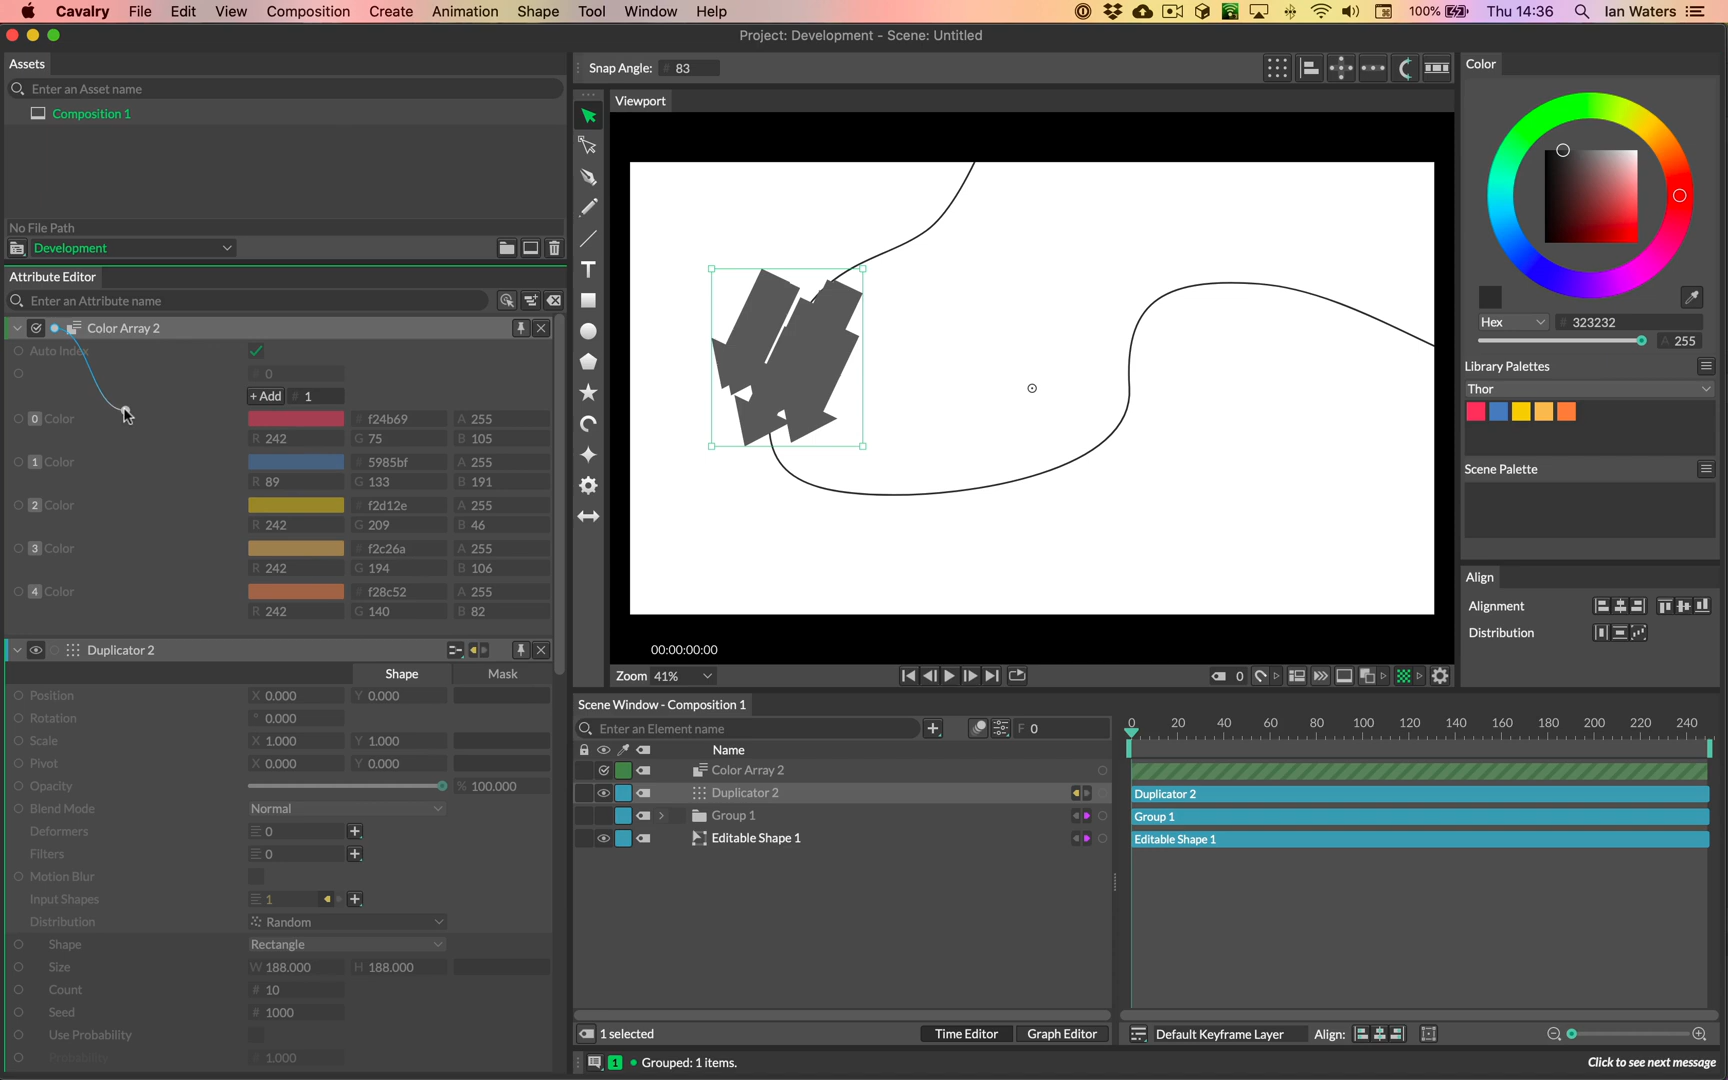 Cavalry File Edit View Composition Create Animation Shape Tool Window Help 100% Thu 14:36 Ian Waters
Project: Development - Scene: Untitled
Assets
Enter an Asset name
Composition 1
No File Path
Development
Attribute Editor
Enter an Attribute name
Color Array 2
Auto Index
# 0
+ Add # 1
0 Color # f24b69 A 255
R 242 G 75 B 105
1 Color # 5985bf A 255
R 89 G 133 B 191
2 Color # f2d12e A 255
R 242 G 209 B 46
3 Color # f2c26a A 255
R 242 G 194 B 106
4 Color # f28c52 A 255
R 242 G 140 B 82
Duplicator 2
Shape Mask
Position X 0.000 Y 0.000
Rotation ° 0.000
Scale X 1.000 Y 1.000
Pivot X 0.000 Y 0.000
Opacity % 100.000
Blend Mode Normal
Deformers 0
Filters 0
Motion Blur
Input Shapes 1
Distribution Random
Shape Rectangle
Size W 188.000 H 188.000
Count # 10
Seed # 1000
Use Probability
Probability # 1.000
Snap Angle: # 83
Viewport
00:00:00:00
Zoom 41% 0
Scene Window - Composition 1
Enter an Element name F 0
Name
Color Array 2
Duplicator 2
Group 1
Editable Shape 1
0 20 40 60 80 100 120 140 160 180 200 220 240
Duplicator 2
Group 1
Editable Shape 1
1 selected Time Editor Graph Editor Default Keyframe Layer Align:
1 Grouped: 1 items. Click to see next message
Color
Hex # 323232
A 255
Library Palettes
Thor
Scene Palette
Align
Alignment
Distribution